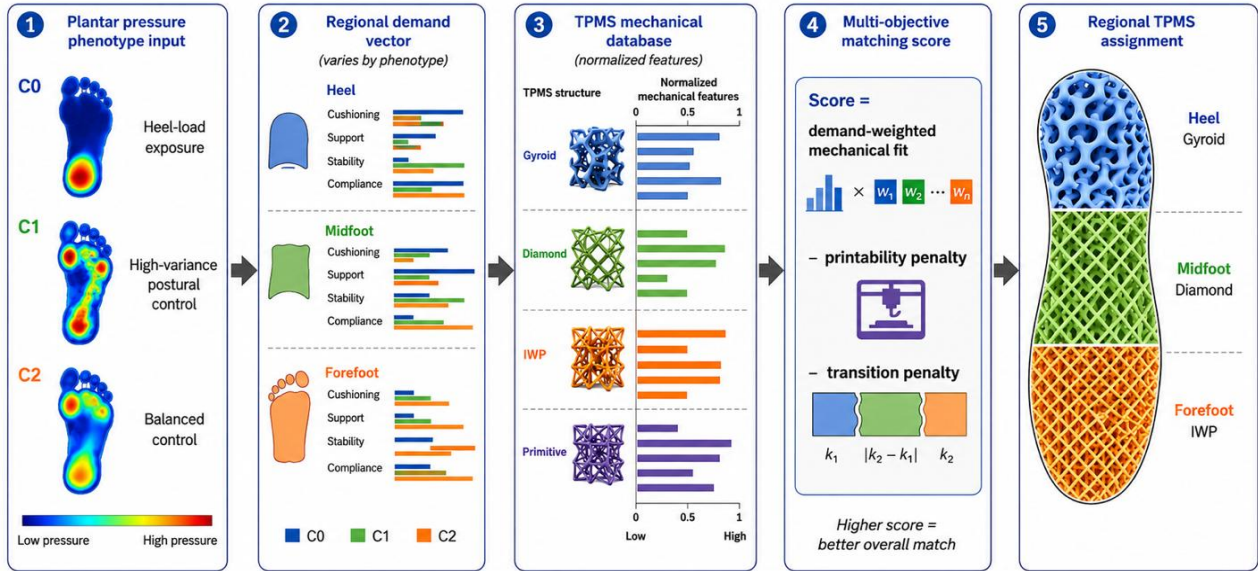 1
Plantar pressure
phenotype input
C0
Heel-load
exposure
C1
High-variance
postural
control
C2
Balanced
control
Low pressure
High pressure
2
Regional demand
vector
(varies by phenotype)
Heel
Cushioning
Support
Stability
Compliance
Midfoot
Cushioning
Support
Stability
Compliance
Forefoot
Cushioning
Support
Stability
Compliance
C0
C1
C2
3
TPMS mechanical
database
(normalized features)
TPMS structure
Normalized
mechanical features
0 0.5 1
Gyroid
Diamond
IWP
Primitive
0 0.5 1
Low High
4
Multi-objective
matching score
Score =
demand-weighted
mechanical fit
× w₁ w₂ ··· wₙ
– printability penalty
– transition penalty
k₁ |k₂ – k₁| k₂
Higher score =
better overall match
5
Regional TPMS
assignment
Heel
Gyroid
Midfoot
Diamond
Forefoot
IWP